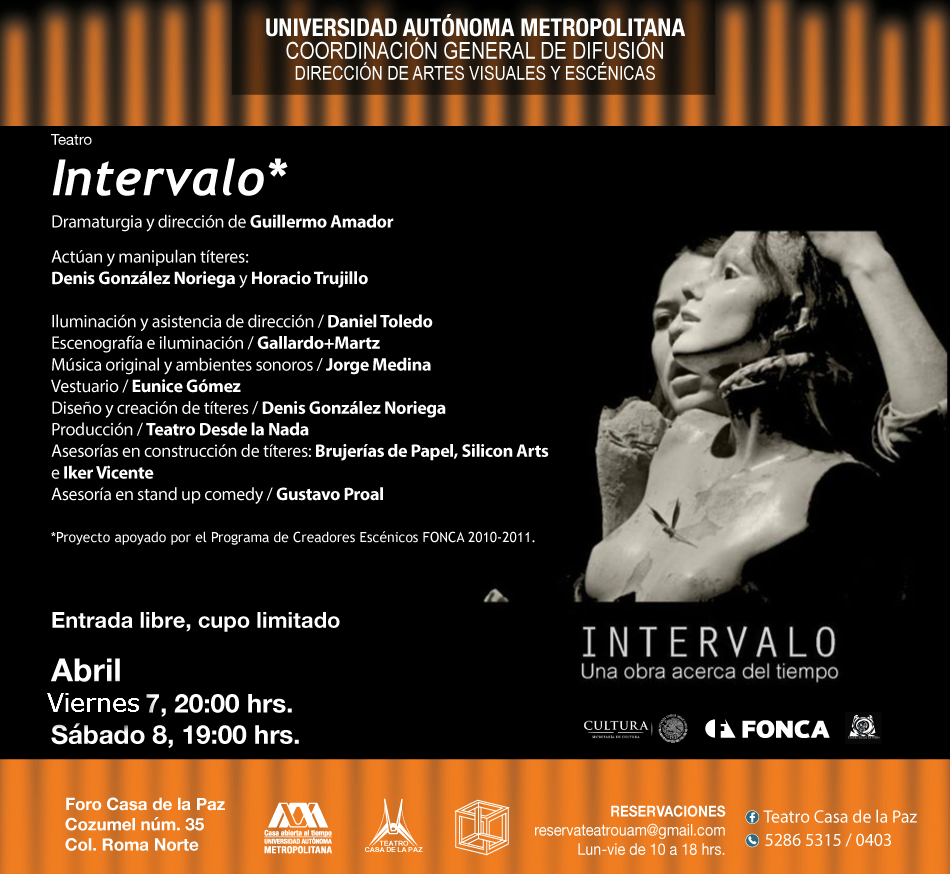 UNIVERSIDAD AUTÓNOMA METROPOLITANA
COORDINACIÓN GENERAL DE DIFUSIÓN
DIRECCIÓN DE ARTES VISUALES Y ESCÉNICAS
Teatro
Intervalo*
Dramaturgia y dirección de Guillermo Amador
Actúan y manipulan títeres:
Denis González Noriega y Horacio Trujillo
Iluminación y asistencia de dirección / Daniel Toledo
Escenografía e iluminación / Gallardo+Martz
Música original y ambientes sonoros / Jorge Medina
Vestuario / Eunice Gómez
Diseño y creación de títeres / Denis González Noriega
Producción / Teatro Desde la Nada
Asesorías en construcción de títeres: Brujerías de Papel, Silicon Arts
e Iker Vicente
Asesoría en stand up comedy / Gustavo Proal
*Proyecto apoyado por el Programa de Creadores Escénicos FONCA 2010-2011.
Entrada libre, cupo limitado
Abril
Viernes 7, 20:00 hrs.
Sábado 8, 19:00 hrs.
INTERVALO
Una obra acerca del tiempo
CULTURA
SECRETARÍA DE CULTURA
FONCA
Foro Casa de la Paz
Cozumel núm. 35
Col. Roma Norte
Casa abierta al tiempo
UNIVERSIDAD AUTÓNOMA
METROPOLITANA
TEATRO
CASA DE LA PAZ
RESERVACIONES
reservateatrouam@gmail.com
Lun-vie de 10 a 18 hrs.
Teatro Casa de la Paz
5286 5315 / 0403